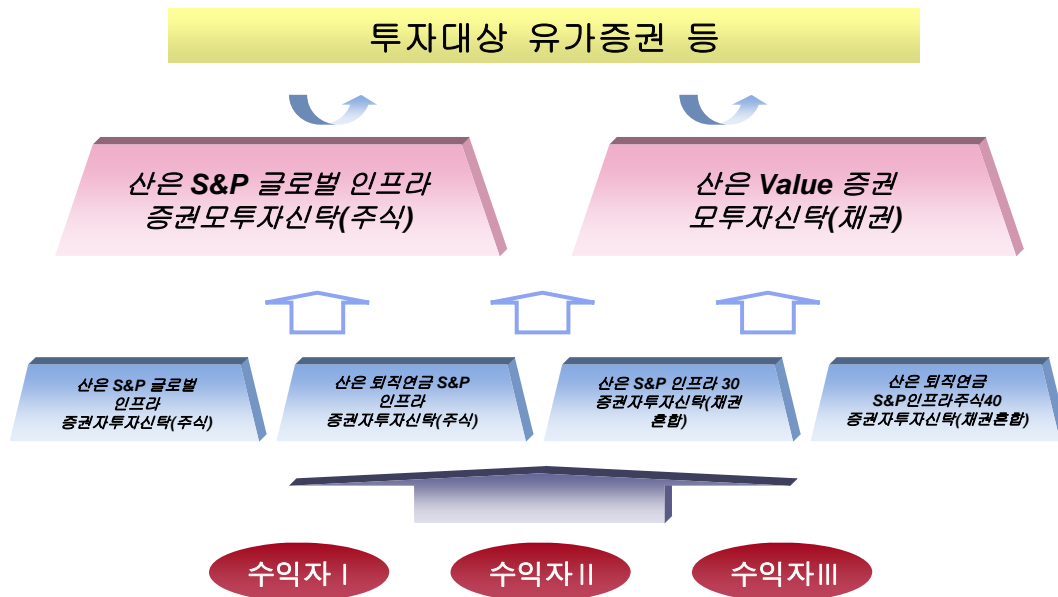 투자대상 유가증권 등
산은 S&P 글로벌 인프라
증권모투자신탁(주식)
산은 Value 증권
모투자신탁(채권)
산은 S&P 글로벌
인프라
증권자투자신탁(주식)
산은 퇴직연금 S&P
인프라
증권자투자신탁(주식)
산은 S&P 인프라 30
증권자투자신탁(채권
혼합)
산은 퇴직연금
S&P인프라주식40
증권자투자신탁(채권혼합)
수익자Ⅰ
수익자Ⅱ
수익자Ⅲ